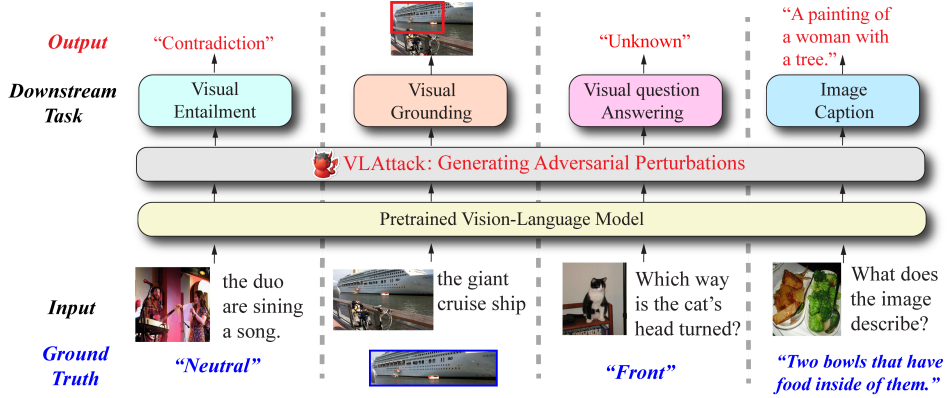 Output
"Contradiction"
"Unknown"
"A painting of
a woman with
a tree."
Downstream
Task
Visual
Entailment
Visual
Grounding
Visual question
Answering
Image
Caption
VLAttack: Generating Adversarial Perturbations
Pretrained Vision-Language Model
Input
the duo
are sining
a song.
the giant
cruise ship
Which way
is the cat's
head turned?
What does
the image
describe?
Ground
Truth
"Neutral"
"Front"
"Two bowls that have
food inside of them."